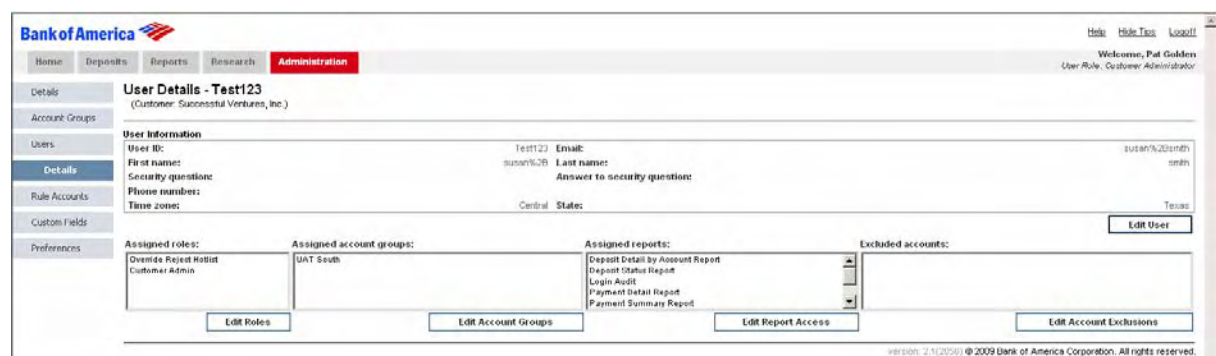 Bank of America
Help Hide Tips Logoff
Home Deposits Reports Research Administration
Welcome, Pat Golden
User Role: Customer Administrator
Details
Account Groups
Users
Details
Rule Accounts
Custom Fields
Preferences
User Details - Test123
(Customer: Successful Ventures, Inc.)
User Information
User ID: Test123 Email: susan%2Bsmith
First name: susan%2B Last name: smith
Security question: Answer to security question:
Phone number:
Time zone: Central State: Texas
Edit User
Assigned roles: Assigned account groups: Assigned reports: Excluded accounts:
Override Reject Hotlist
Customer Admin
UAT South
Deposit Detail by Account Report
Deposit Status Report
Login Audit
Payment Detail Report
Payment Summary Report
Edit Roles Edit Account Groups Edit Report Access Edit Account Exclusions
version: 2.1(2050) © 2009 Bank of America Corporation. All rights reserved.